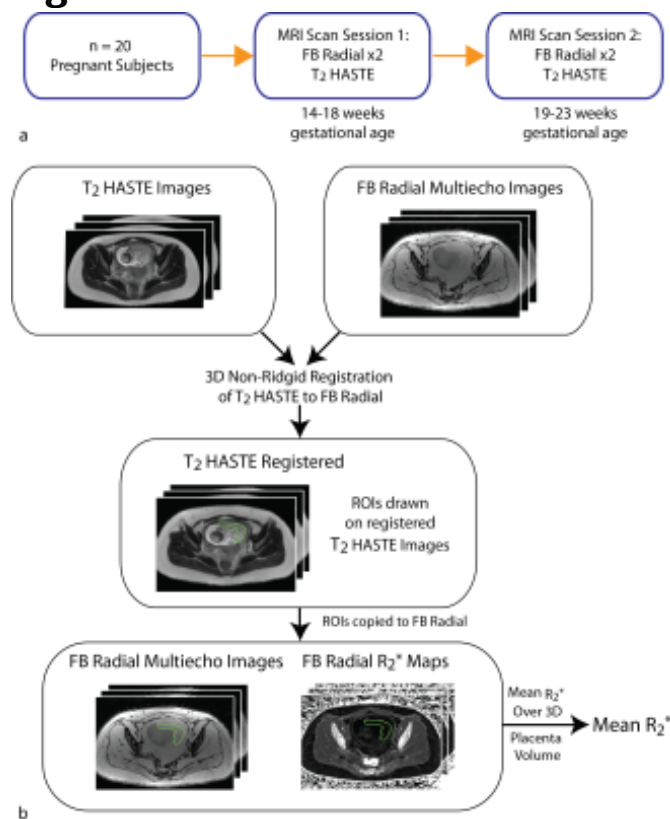 n = 20
Pregnant Subjects
MRI Scan Session 1:
FB Radial x2
T2 HASTE
MRI Scan Session 2:
FB Radial x2
T2 HASTE
14-18 weeks
gestational age
19-23 weeks
gestational age
a
T2 HASTE Images
FB Radial Multiecho Images
3D Non-Ridgid Registration
of T2 HASTE to FB Radial
T2 HASTE Registered
ROIs drawn
on registered
T2 HASTE Images
ROIs copied to FB Radial
FB Radial Multiecho Images
FB Radial R2* Maps
Mean R2*
Over 3D
Placenta
Volume
Mean R2*
b